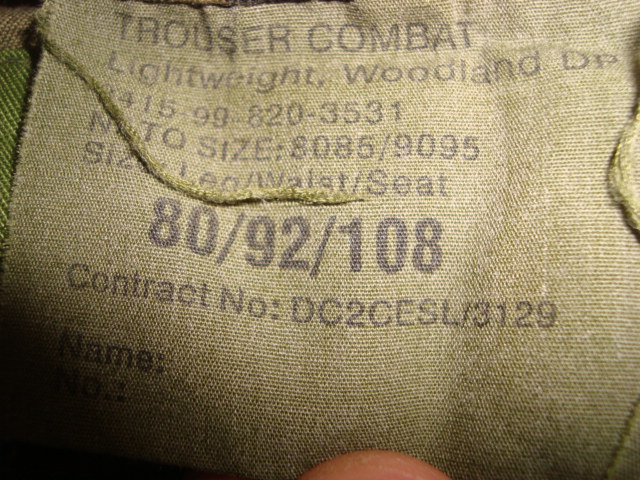 TROUSER COMBAT
Lightweight, Woodland DP
8415-99-820-3531
NATO SIZE: 8085/9095
Size: Leg/Waist/Seat
80/92/108
Contract No: DC2CESL/3129
Name:
No.: